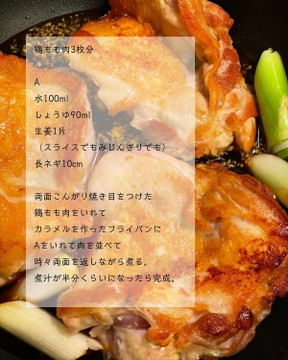 鶏もも肉3枚分
A
水100ml
しょうゆ90ml
生姜1片
（スライスでもみじんぎりでも）
長ネギ10cm
両面こんがり焼き目をつけた
鶏もも肉をいれて
カラメルを作ったフライパンに
Aをいれて肉を並べて
時々両面を返しながら煮る。
煮汁が半分くらいになったら完成。